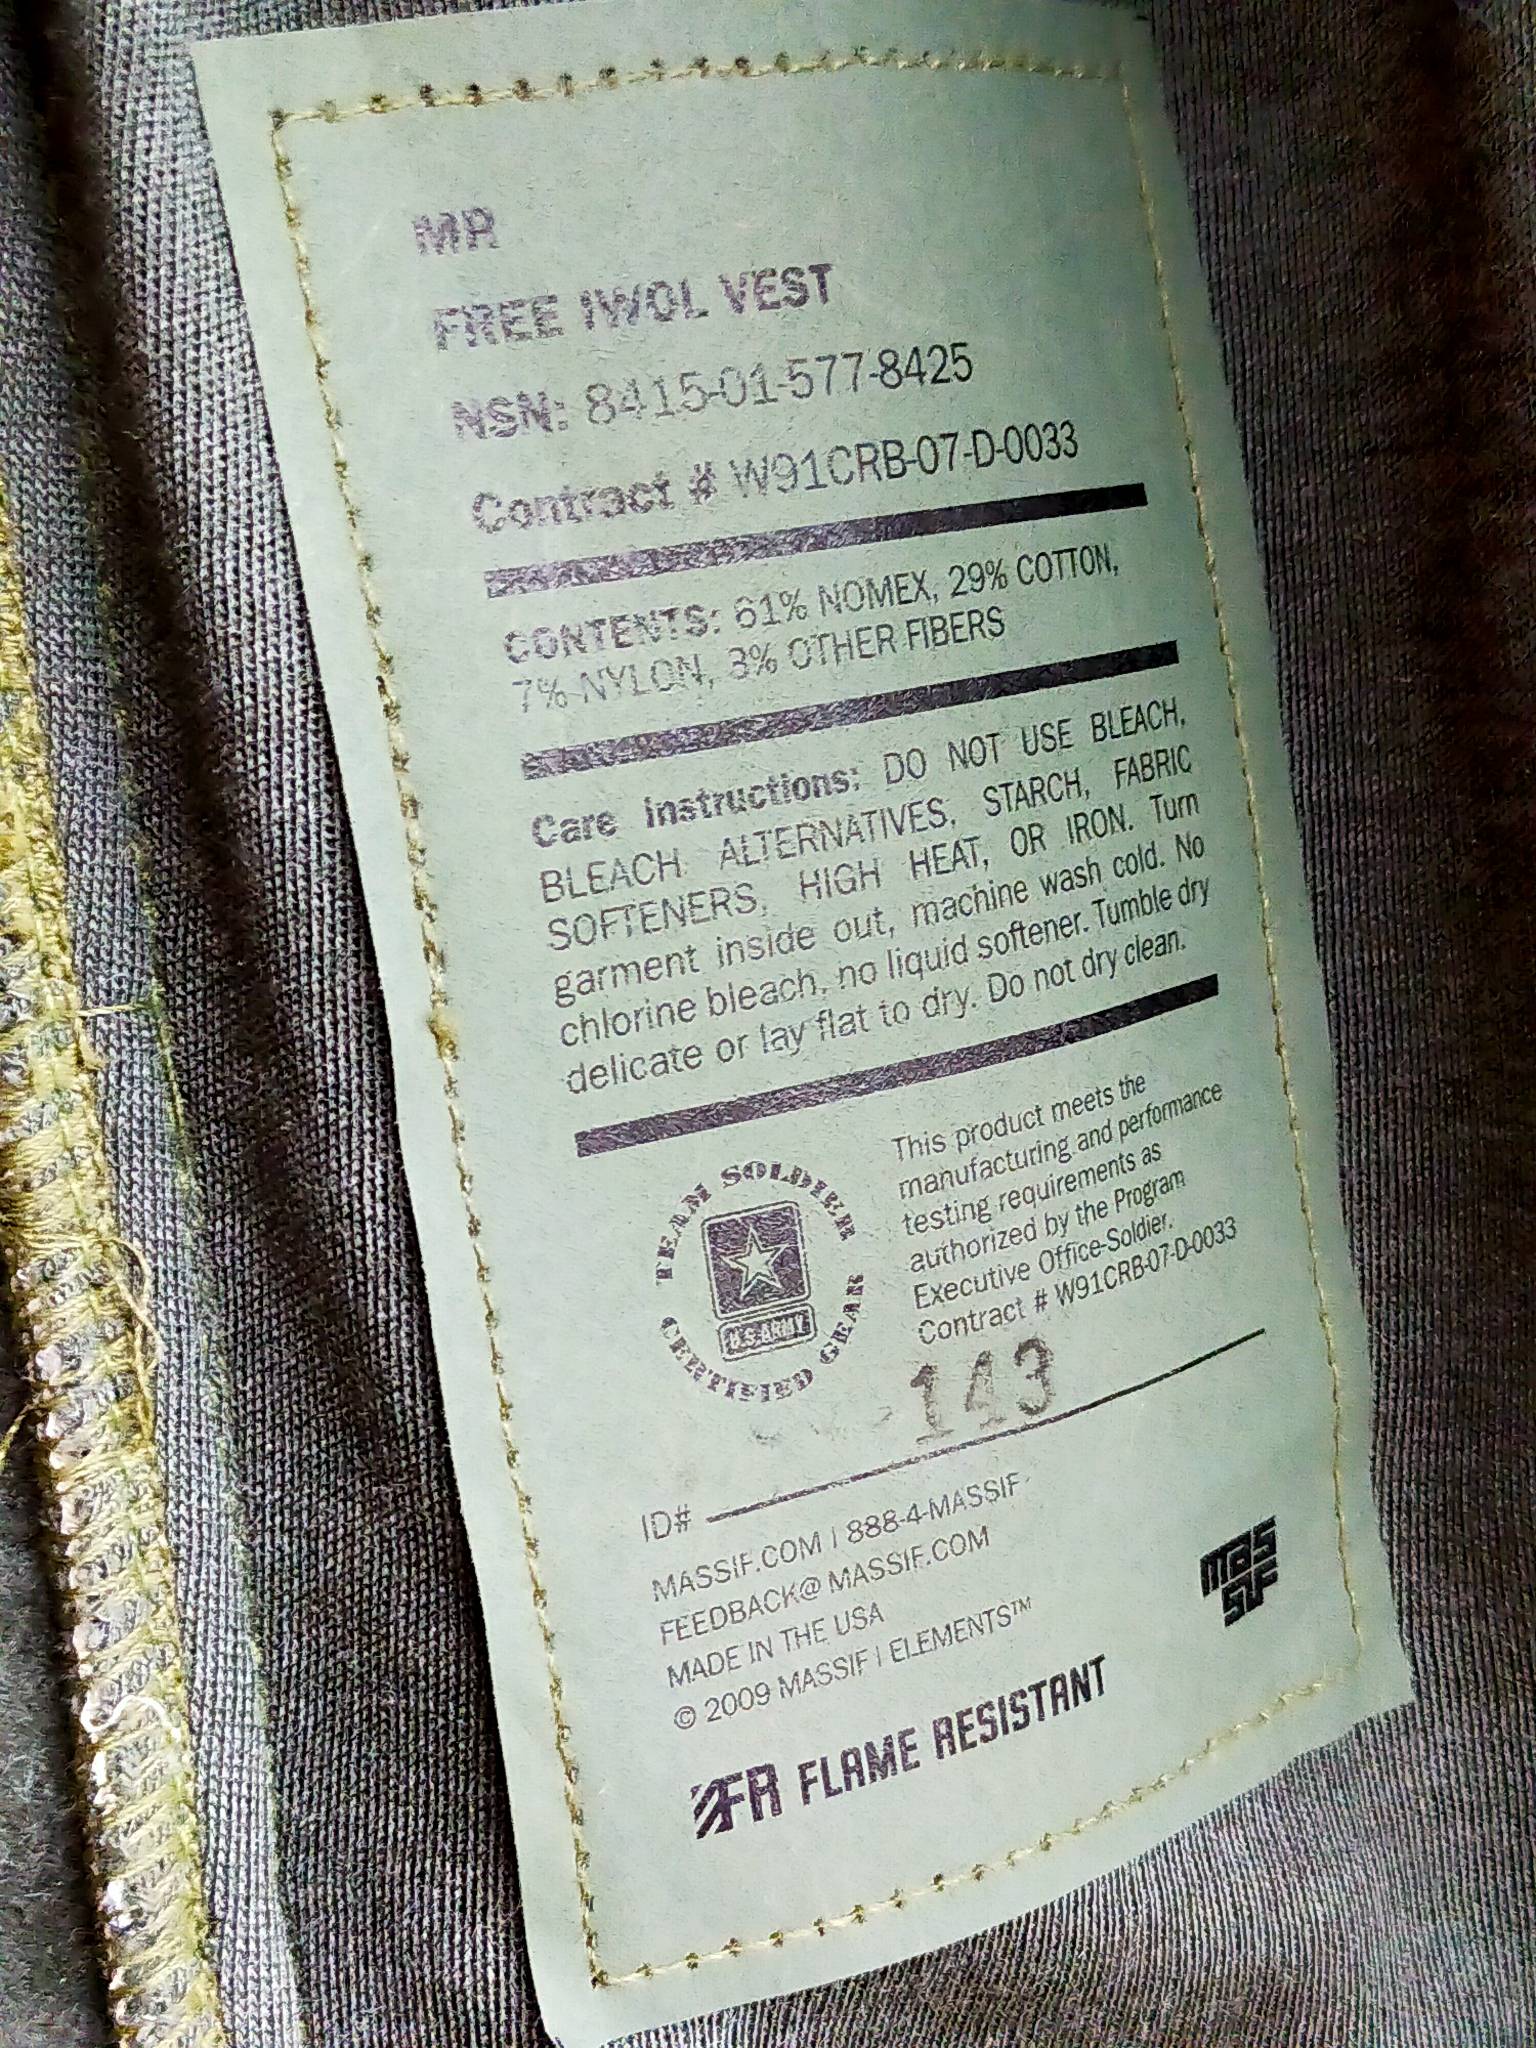 MR
FREE IWOL VEST
NSN: 8415-01-577-8425
Contract # W91CRB-07-D-0033
CONTENTS: 61% NOMEX, 29% COTTON,
7% NYLON, 3% OTHER FIBERS
Care Instructions: DO NOT USE BLEACH,
BLEACH ALTERNATIVES, STARCH, FABRIC
SOFTENERS, HIGH HEAT, OR IRON. Turn
garment inside out, machine wash cold. No
chlorine bleach, no liquid softener. Tumble dry
delicate or lay flat to dry. Do not dry clean.
TEAM SOLDIER
U.S.ARMY
CERTIFIED GEAR
This product meets the
manufacturing and performance
testing requirements as
authorized by the Program
Executive Office-Soldier.
Contract # W91CRB-07-D-0033
143
ID#
MASSIF.COM | 888-4-MASSIF
FEEDBACK@MASSIF.COM
MADE IN THE USA
© 2009 MASSIF | ELEMENTS™
MAS
SIF
FR FLAME RESISTANT